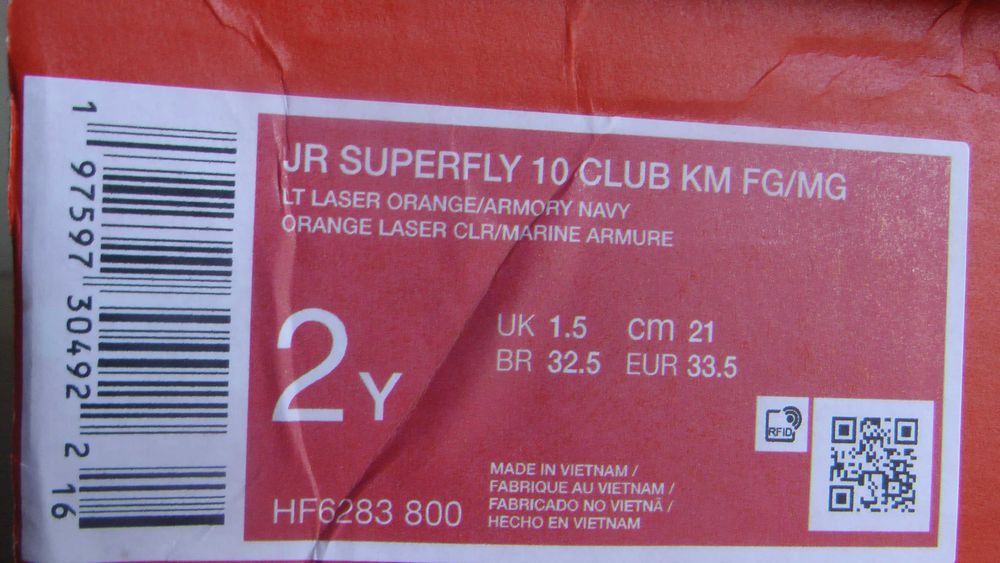 JR SUPERFLY 10 CLUB KM FG/MG
LT LASER ORANGE/ARMORY NAVY
ORANGE LASER CLR/MARINE ARMURE
2Y
UK 1.5 cm 21
BR 32.5 EUR 33.5
RFID
MADE IN VIETNAM /
FABRIQUE AU VIETNAM /
FABRICADO NO VIETNÃ /
HECHO EN VIETNAM
HF6283 800
1 97597 30492 2 16